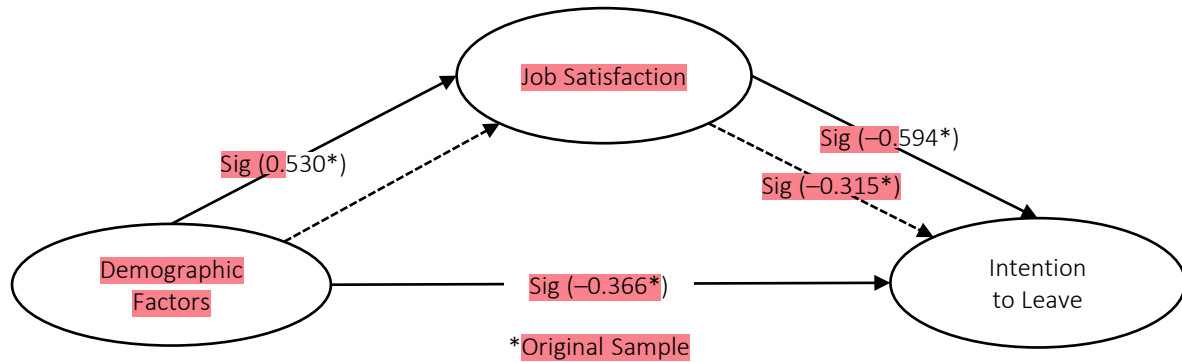 Job Satisfaction
Sig (–0.594*)
Sig (0.530*)
Sig (–0.315*)
Demographic
Factors
Intention
to Leave
Sig (–0.366*)
*Original Sample